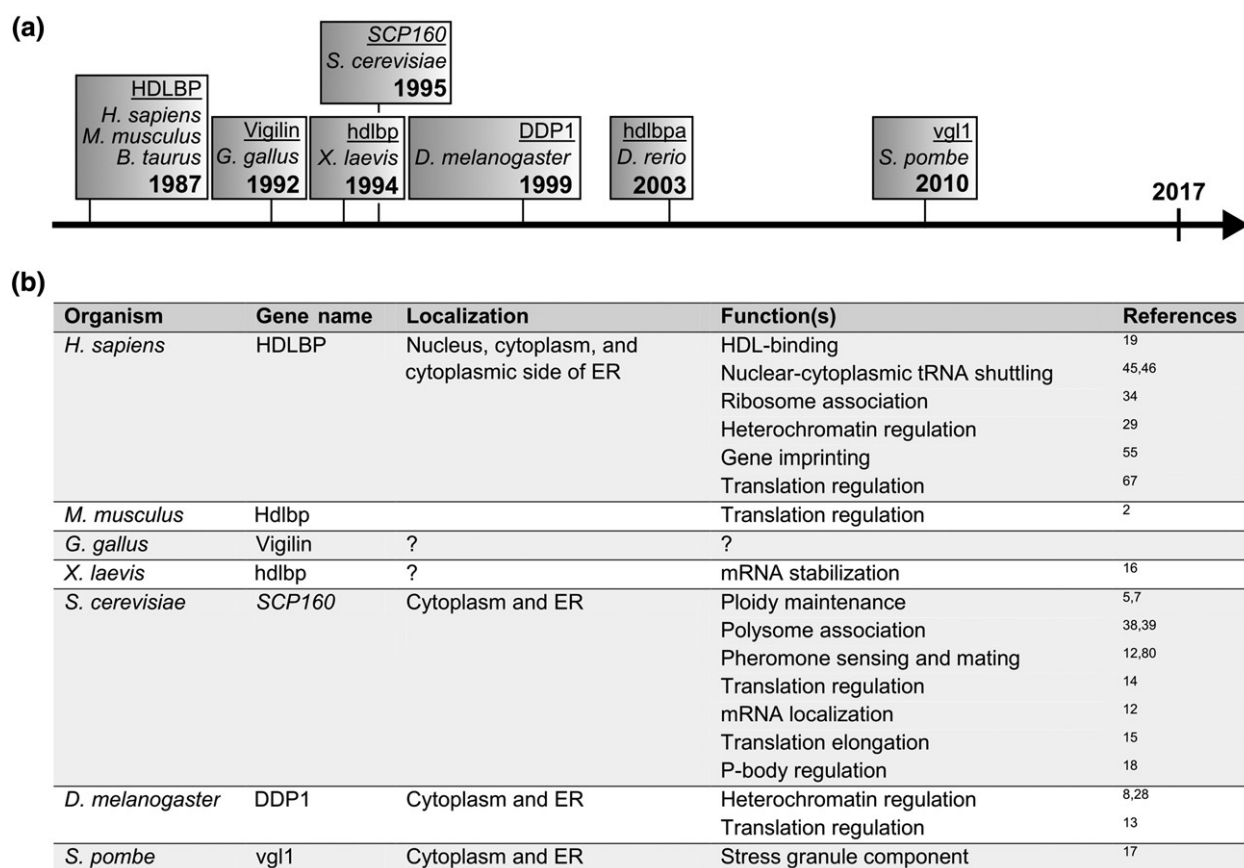 (a)
HDLBP
H. sapiens
M. musculus
B. taurus
1987
Vigilin
G. gallus
1992
SCP160
S. cerevisiae
1995
hdlbp
X. laevis
1994
DDP1
D. melanogaster
1999
hdlbpa
D. rerio
2003
vgl1
S. pombe
2010
2017
(b)
Organism Gene name Localization Function(s) References
H. sapiens HDLBP Nucleus, cytoplasm, and HDL-binding 19
cytoplasmic side of ER Nuclear-cytoplasmic tRNA shuttling 45,46
Ribosome association 34
Heterochromatin regulation 29
Gene imprinting 55
Translation regulation 67
M. musculus Hdlbp Translation regulation 2
G. gallus Vigilin ? ?
X. laevis hdlbp ? mRNA stabilization 16
S. cerevisiae SCP160 Cytoplasm and ER Ploidy maintenance 5,7
Polysome association 38,39
Pheromone sensing and mating 12,80
Translation regulation 14
mRNA localization 12
Translation elongation 15
P-body regulation 18
D. melanogaster DDP1 Cytoplasm and ER Heterochromatin regulation 8,28
Translation regulation 13
S. pombe vgl1 Cytoplasm and ER Stress granule component 17